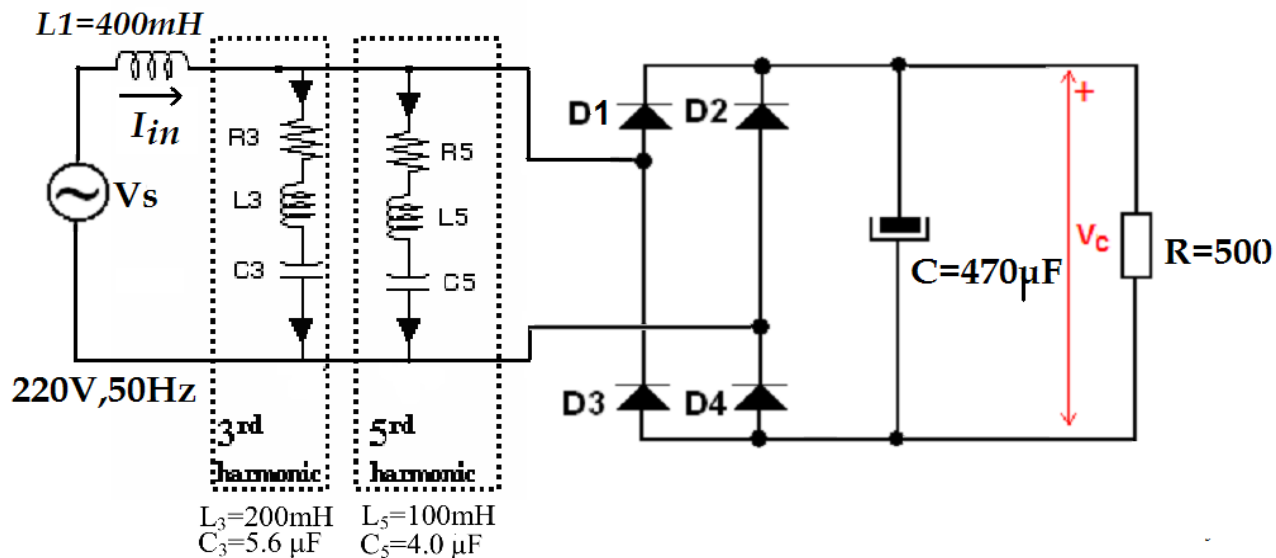 L1=400mH
Iin
Vs
220V,50Hz
R3
L3
C3
R5
L5
C5
3rd
harmonic
5rd
harmonic
L3=200mH
C3=5.6 μF
L5=100mH
C5=4.0 μF
D1
D2
D3
D4
C=470μF
+
Vc
R=500